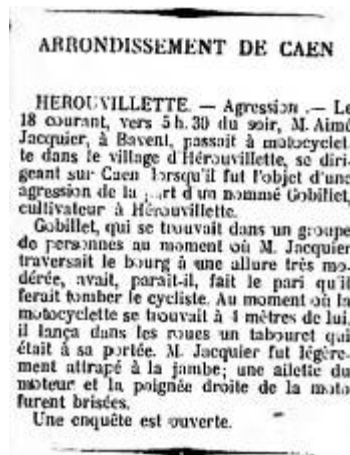 ARRONDISSEMENT DE CAEN
HEROUVILLETTE. — Agression.— Le
18 courant, vers 5 h. 30 du soir, M. Aimé
Jacquier, à Bavent, passait à motocyclet-
te dans le village d'Hérouvillette, se diri-
geant sur Caen lorsqu'il fut l'objet d'une
agression de la part d'un nommé Gobillet,
cultivateur à Hérouvillette.
Gobillet, qui se trouvait dans un groupe
de personnes au moment où M. Jacquier
traversait le bourg à une allure très mo-
dérée, avait, parait-il, fait le pari qu'il
ferait tomber le cycliste. Au moment où la
motocyclette se trouvait à 4 mètres de lui,
il lança dans les roues un tabouret qui
était à sa portée. M. Jacquier fut légère-
ment attrapé à la jambe; une ailette du
moteur et la poignée droite de la moto
furent brisées.
Une enquête est ouverte.